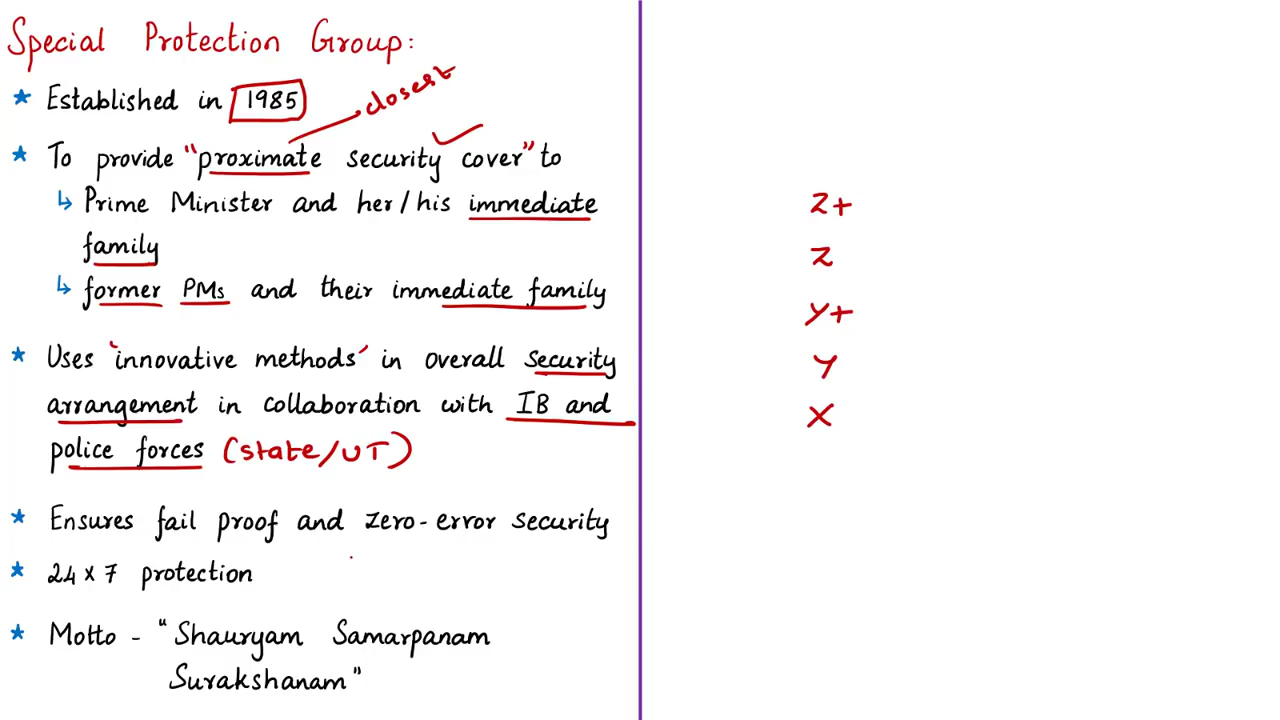 Special Protection Group:
* Established in 1985
closest
* To provide "proximate security cover" to
↳ Prime Minister and her/his immediate
family
↳ former PMs and their immediate family
* Uses 'innovative methods' in overall security
arrangement in collaboration with IB and
police forces (state/UT)
* Ensures fail proof and zero-error security
* 24x7 protection
* Motto - "Shauryam Samarpanam
Surakshanam"
Z+
Z
Y+
Y
X